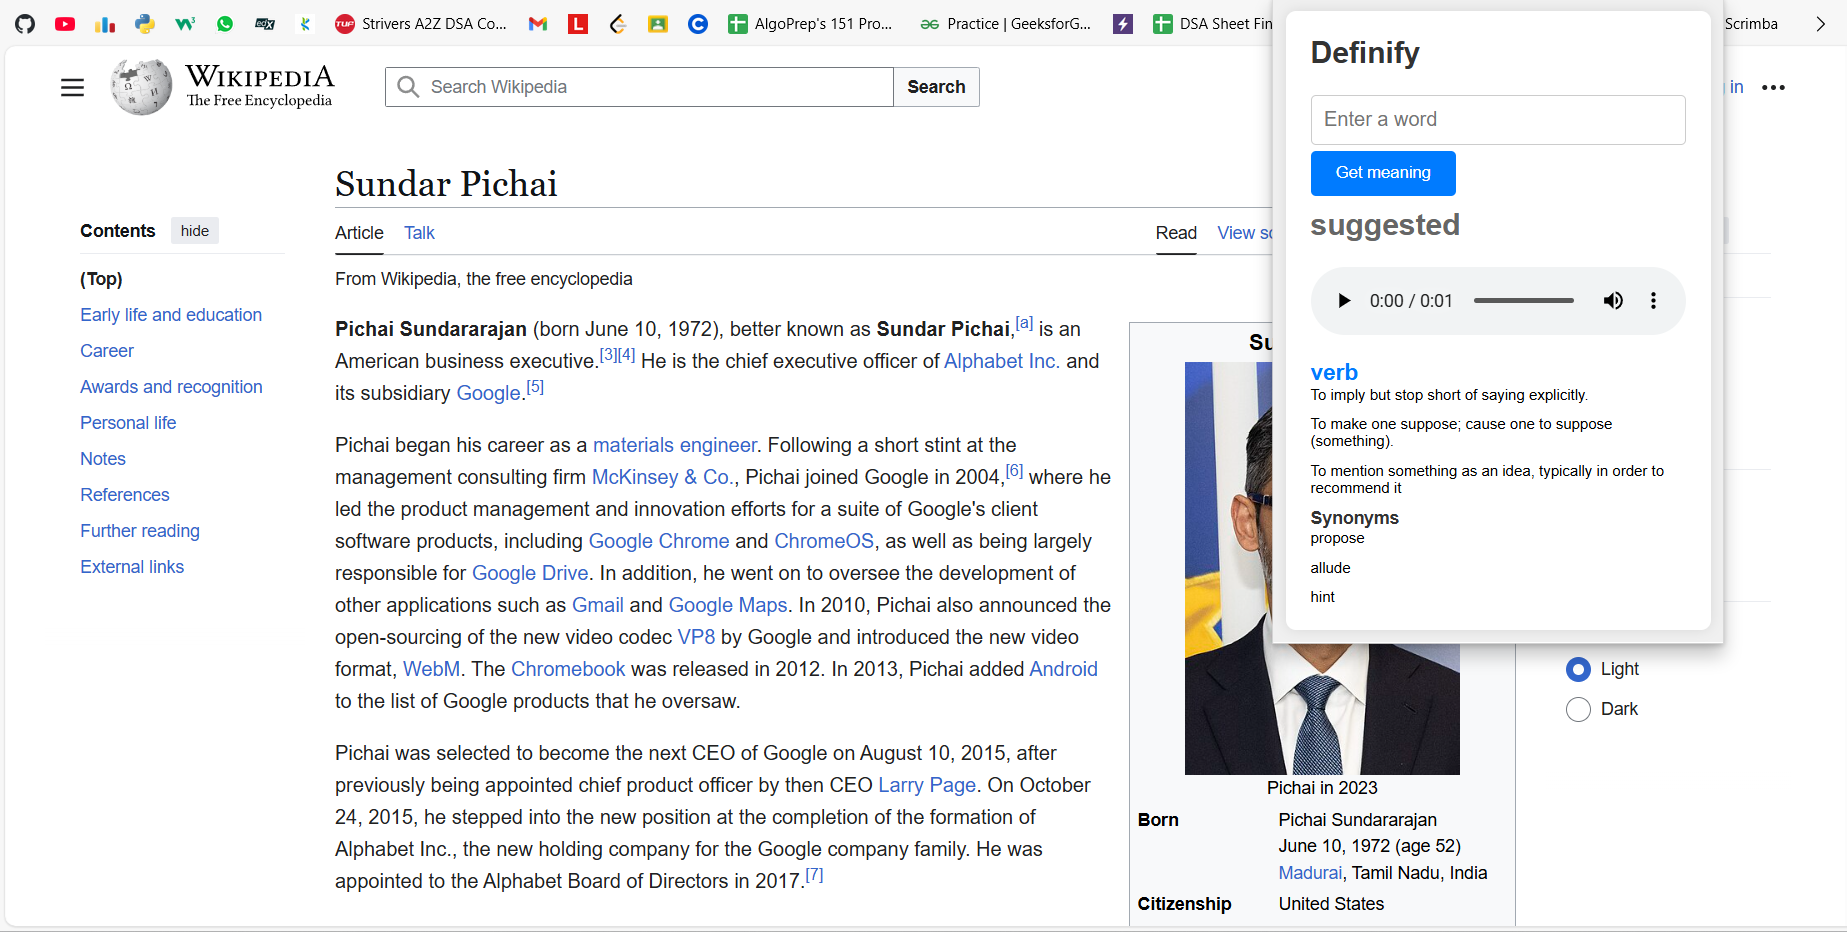 Strivers A2Z DSA Co...
AlgoPrep's 151 Pro...
Practice | GeeksforG...
DSA Sheet Fin
Scrimba
WIKIPEDIA
The Free Encyclopedia
Search Wikipedia
Search
in
Sundar Pichai
Contents
hide
(Top)
Early life and education
Career
Awards and recognition
Personal life
Notes
References
Further reading
External links
Article
Talk
Read
View so
From Wikipedia, the free encyclopedia
Pichai Sundararajan (born June 10, 1972), better known as Sundar Pichai,[a] is an
American business executive.[3][4] He is the chief executive officer of Alphabet Inc. and
its subsidiary Google.[5]
Pichai began his career as a materials engineer. Following a short stint at the
management consulting firm McKinsey & Co., Pichai joined Google in 2004,[6] where he
led the product management and innovation efforts for a suite of Google's client
software products, including Google Chrome and ChromeOS, as well as being largely
responsible for Google Drive. In addition, he went on to oversee the development of
other applications such as Gmail and Google Maps. In 2010, Pichai also announced the
open-sourcing of the new video codec VP8 by Google and introduced the new video
format, WebM. The Chromebook was released in 2012. In 2013, Pichai added Android
to the list of Google products that he oversaw.
Pichai was selected to become the next CEO of Google on August 10, 2015, after
previously being appointed chief product officer by then CEO Larry Page. On October
24, 2015, he stepped into the new position at the completion of the formation of
Alphabet Inc., the new holding company for the Google company family. He was
appointed to the Alphabet Board of Directors in 2017.[7]
Su
Pichai in 2023
Born
Pichai Sundararajan
June 10, 1972 (age 52)
Madurai, Tamil Nadu, India
Citizenship
United States
Definify
Enter a word
Get meaning
suggested
0:00 / 0:01
verb
To imply but stop short of saying explicitly.
To make one suppose; cause one to suppose
(something).
To mention something as an idea, typically in order to
recommend it
Synonyms
propose
allude
hint
Light
Dark